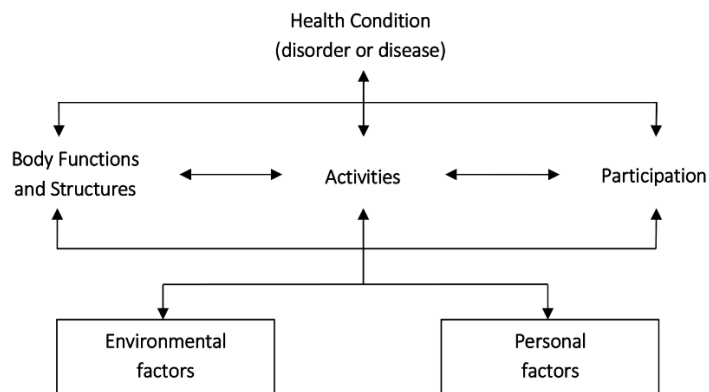 Health Condition
(disorder or disease)
Body Functions
and Structures
Activities
Participation
Environmental
factors
Personal
factors